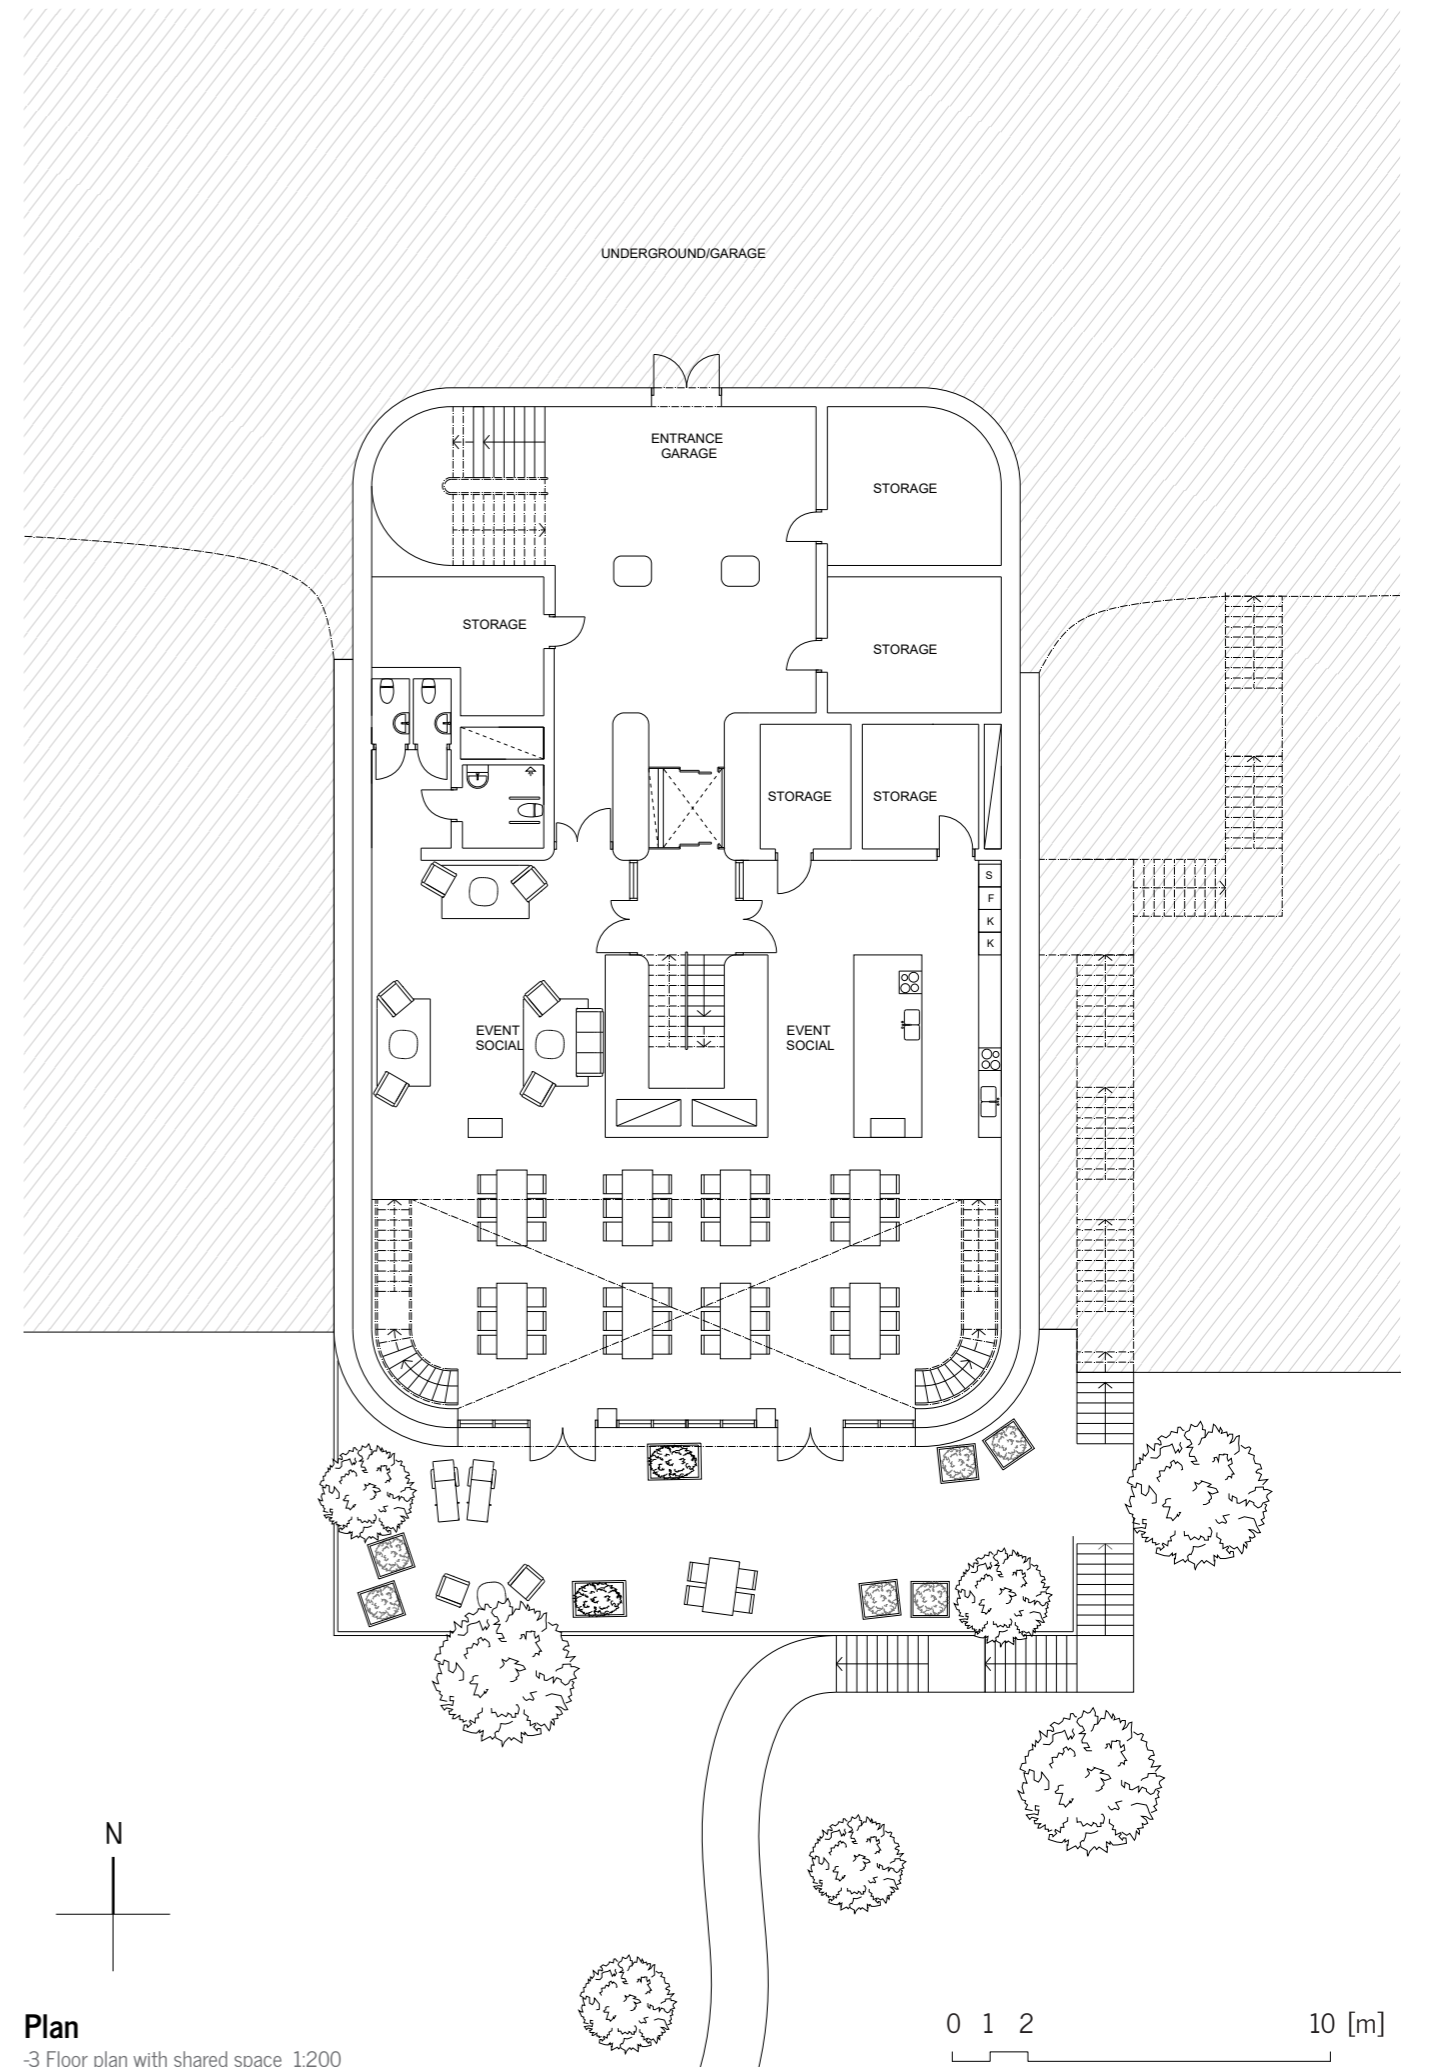 UNDERGROUND/GARAGE
ENTRANCE
GARAGE
STORAGE
STORAGE
STORAGE
STORAGE
STORAGE
S
F
K
K
EVENT
SOCIAL
EVENT
SOCIAL
N
Plan
-3 Floor plan with shared space 1:200
0 1 2 10 [m]